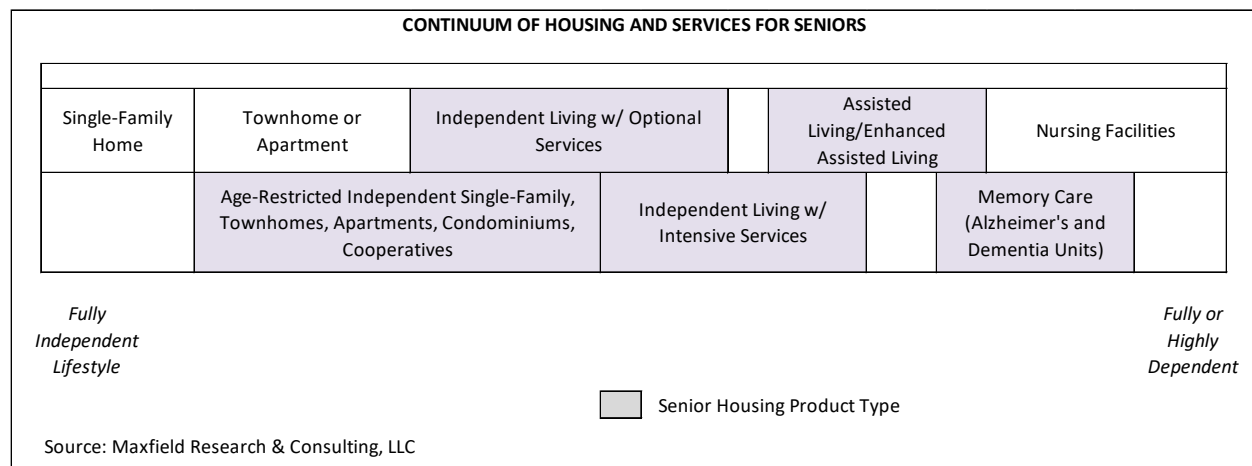 CONTINUUM OF HOUSING AND SERVICES FOR SENIORS
Single-Family
Home
Townhome or
Apartment
Independent Living w/ Optional
Services
Assisted
Living/Enhanced
Assisted Living
Nursing Facilities
Age-Restricted Independent Single-Family,
Townhomes, Apartments, Condominiums,
Cooperatives
Independent Living w/
Intensive Services
Memory Care
(Alzheimer's and
Dementia Units)
Fully
Independent
Lifestyle
Fully or
Highly
Dependent
Senior Housing Product Type
Source: Maxfield Research & Consulting, LLC